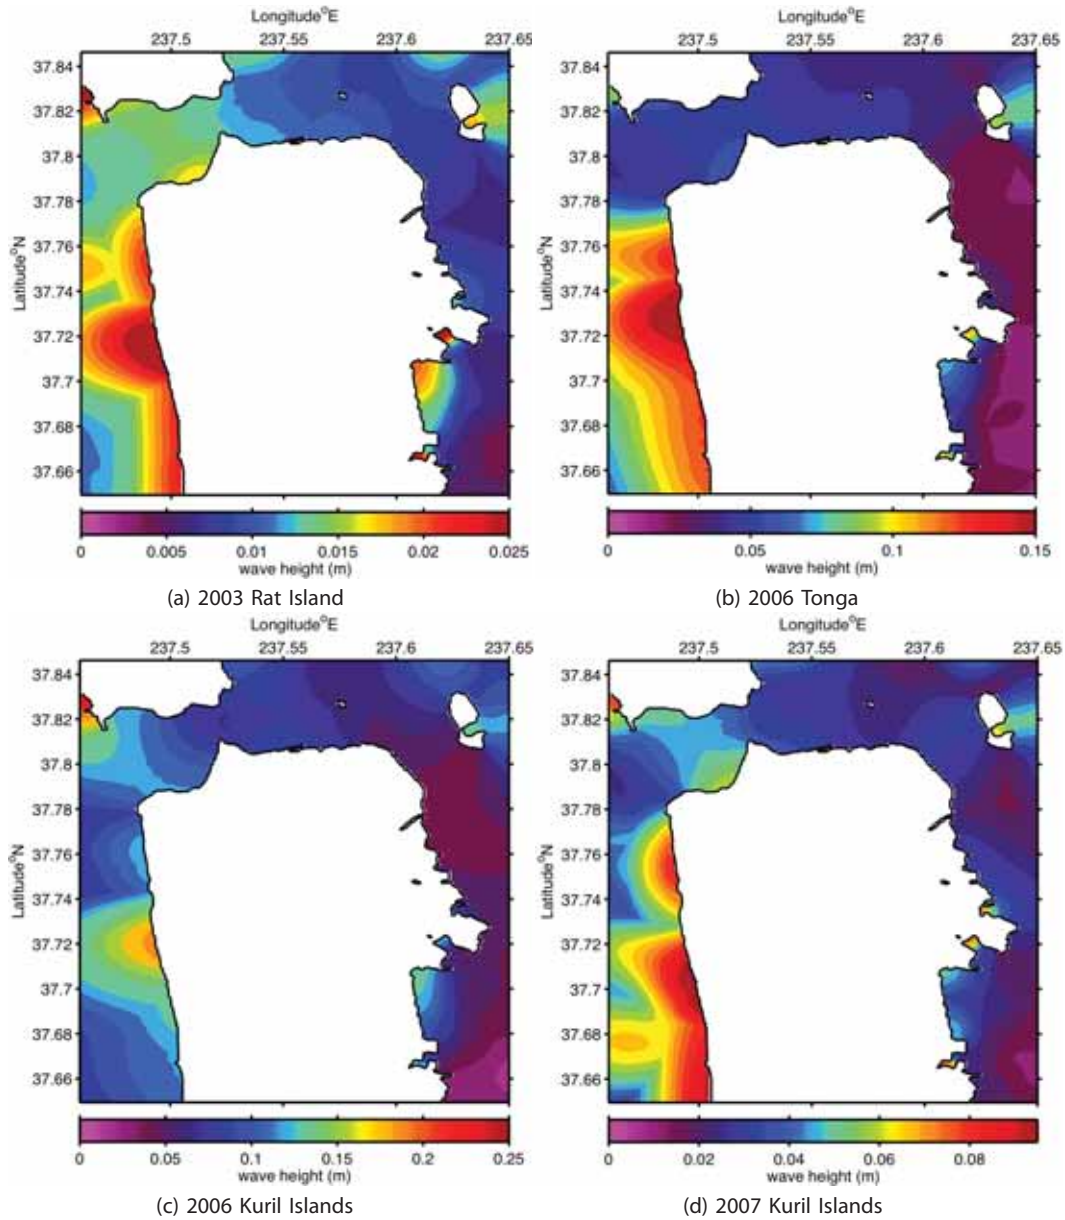 Longitude°E
237.5 237.55 237.6 237.65
37.84
37.82
37.8
37.78
37.76
37.74
37.72
37.7
37.68
37.66
Latitude°N
0 0.005 0.01 0.015 0.02 0.025
wave height (m)
(a) 2003 Rat Island
Longitude°E
237.5 237.55 237.6 237.65
37.84
37.82
37.8
37.78
37.76
37.74
37.72
37.7
37.68
37.66
Latitude°N
0 0.05 0.1 0.15
wave height (m)
(b) 2006 Tonga
Longitude°E
237.5 237.55 237.6 237.65
37.84
37.82
37.8
37.78
37.76
37.74
37.72
37.7
37.68
37.66
Latitude°N
0 0.05 0.1 0.15 0.2 0.25
wave height (m)
(c) 2006 Kuril Islands
Longitude°E
237.5 237.55 237.6 237.65
37.84
37.82
37.8
37.78
37.76
37.74
37.72
37.7
37.68
37.66
Latitude°N
0 0.02 0.04 0.06 0.08
wave height (m)
(d) 2007 Kuril Islands